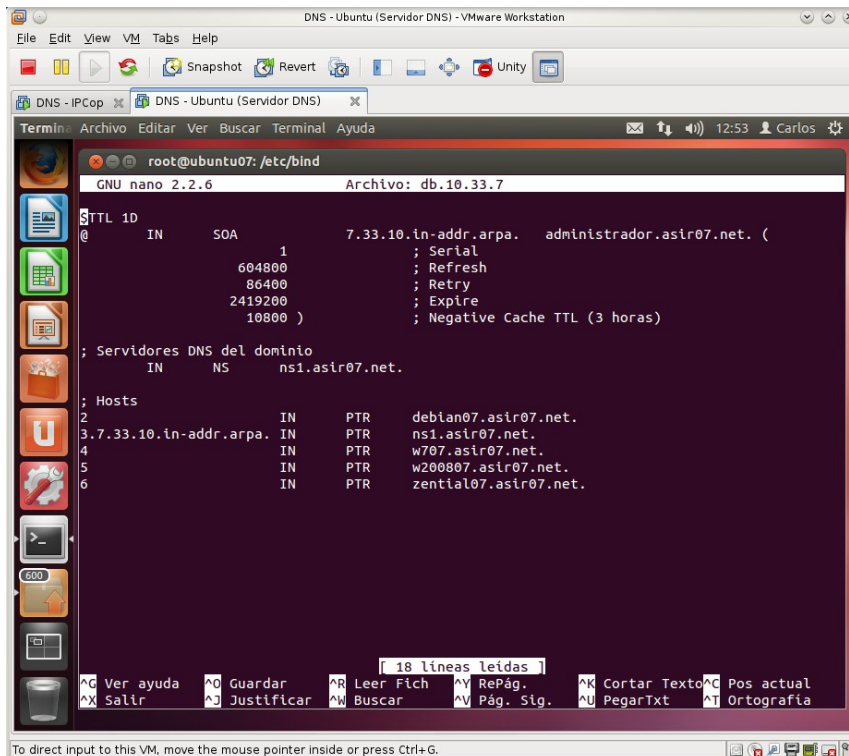 DNS - Ubuntu (Servidor DNS) - VMware Workstation
File Edit View VM Tabs Help
Snapshot Revert Unity
DNS - IPCop DNS - Ubuntu (Servidor DNS)
Termina Archivo Editar Ver Buscar Terminal Ayuda 12:53 Carlos
root@ubuntu07: /etc/bind
GNU nano 2.2.6 Archivo: db.10.33.7
$TTL 1D
@ IN SOA 7.33.10.in-addr.arpa. administrador.asir07.net. (
1 ; Serial
604800 ; Refresh
86400 ; Retry
2419200 ; Expire
10800 ) ; Negative Cache TTL (3 horas)
; Servidores DNS del dominio
IN NS ns1.asir07.net.
; Hosts
2 IN PTR debian07.asir07.net.
3.7.33.10.in-addr.arpa. IN PTR ns1.asir07.net.
4 IN PTR w707.asir07.net.
5 IN PTR w200807.asir07.net.
6 IN PTR zential07.asir07.net.
600
[ 18 líneas leídas ]
^G Ver ayuda ^O Guardar ^R Leer Fich ^Y RePág. ^K Cortar Texto ^C Pos actual
^X Salir ^J Justificar ^W Buscar ^V Pág. Sig. ^U PegarTxt ^T Ortografía
To direct input to this VM, move the mouse pointer inside or press Ctrl+G.